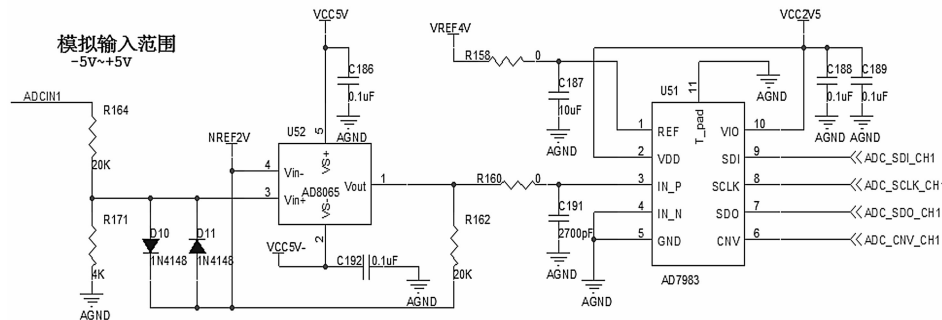 模拟输入范围
-5V~+5V
ADCIN1
R164
20K
R171
4K
AGND
D10
1N4148
D11
1N4148
NREF2V
VCC5V
C186
0.1uF
AGND
U52
4
Vin-
3
Vin+
5
VS+
AD8065
VS-
2
Vout
1
VCC5V-
C192
0.1uF
AGND
R162
20K
VREF4V
R158
0
C187
10uF
AGND
R160
0
C191
2700pF
AGND
AGND
U51
11
T_pad
AGND
VCC2V5
C188
0.1uF
AGND
C189
0.1uF
AGND
1
REF
2
VDD
3
IN_P
4
IN_N
5
GND
VIO
10
SDI
9
SCLK
8
SDO
7
CNV
6
AD7983
ADC_SDI_CH1
ADC_SCLK_CH1
ADC_SDO_CH1
ADC_CNV_CH1